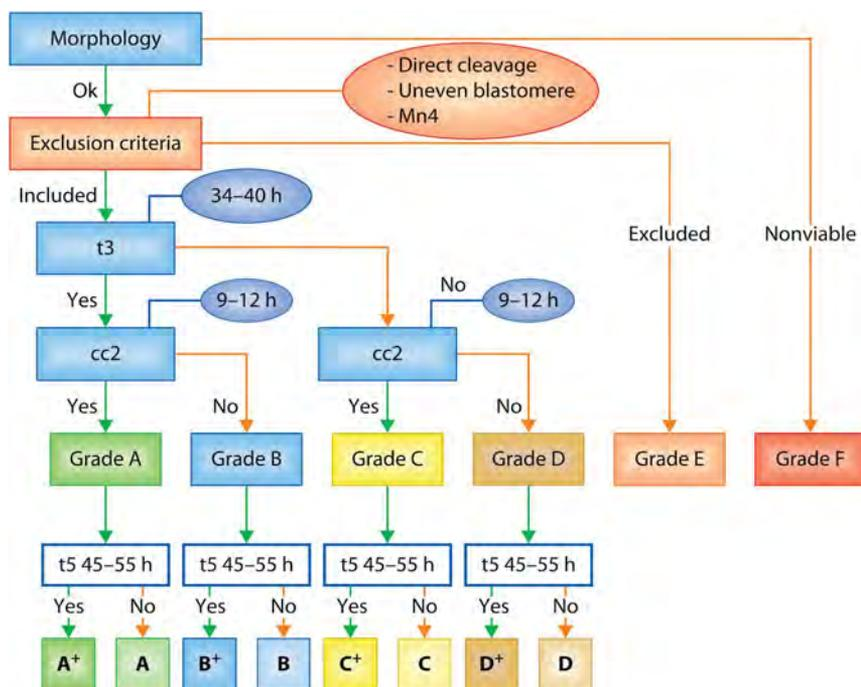 Morphology
- Direct cleavage
- Uneven blastomere
- Mn4
Ok
Exclusion criteria
Included
34–40 h
t3
Excluded
Nonviable
Yes
9–12 h
No
9–12 h
cc2
cc2
Yes
No
Yes
No
Grade A
Grade B
Grade C
Grade D
Grade E
Grade F
t5 45–55 h
t5 45–55 h
t5 45–55 h
t5 45–55 h
Yes
No
Yes
No
Yes
No
Yes
No
A+
A
B+
B
C+
C
D+
D